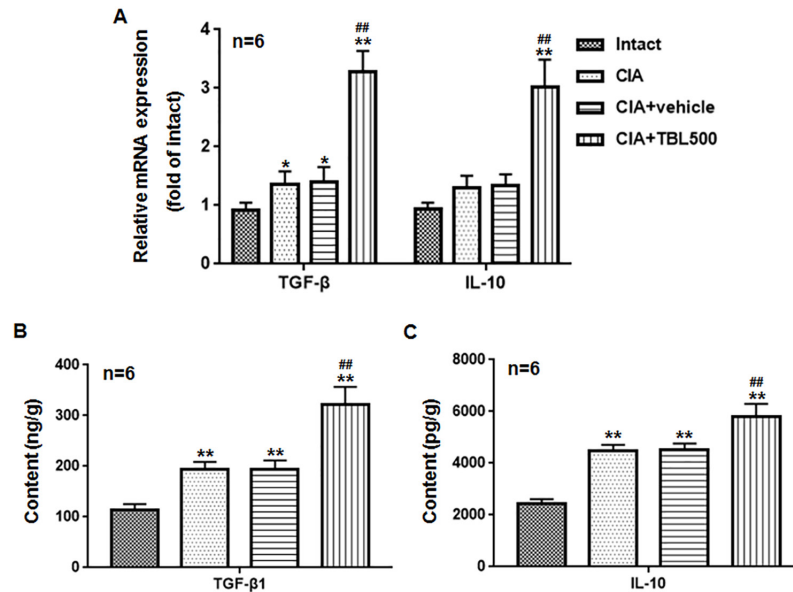 A
n=6
Relative mRNA expression
(fold of intact)
4
3
2
1
0
*
*
##
**
##
**
TGF-β
IL-10
Intact
CIA
CIA+vehicle
CIA+TBL500
B
n=6
Content (ng/g)
400
300
200
100
0
**
**
##
**
TGF-β1
C
n=6
Content (pg/g)
8000
6000
4000
2000
0
**
**
##
**
IL-10